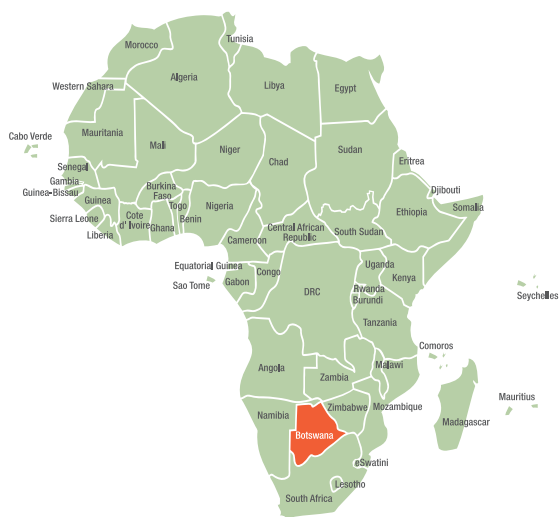 Tunisia
Morocco
Algeria
Libya
Egypt
Western Sahara
Cabo Verde
Mauritania
Mali
Niger
Chad
Sudan
Eritrea
Senegal
Gambia
Guinea-Bissau
Guinea
Burkina
Faso
Djibouti
Somalia
Sierra Leone
Liberia
Cote
d' Ivoire
Ghana
Togo
Benin
Nigeria
Ethiopia
Central African
Republic
South Sudan
Cameroon
Equatorial Guinea
Sao Tome
Gabon
Congo
DRC
Uganda
Kenya
Rwanda
Burundi
Seychelles
Tanzania
Comoros
Angola
Zambia
Malawi
Mozambique
Mauritius
Madagascar
Namibia
Zimbabwe
Botswana
eSwatini
Lesotho
South Africa